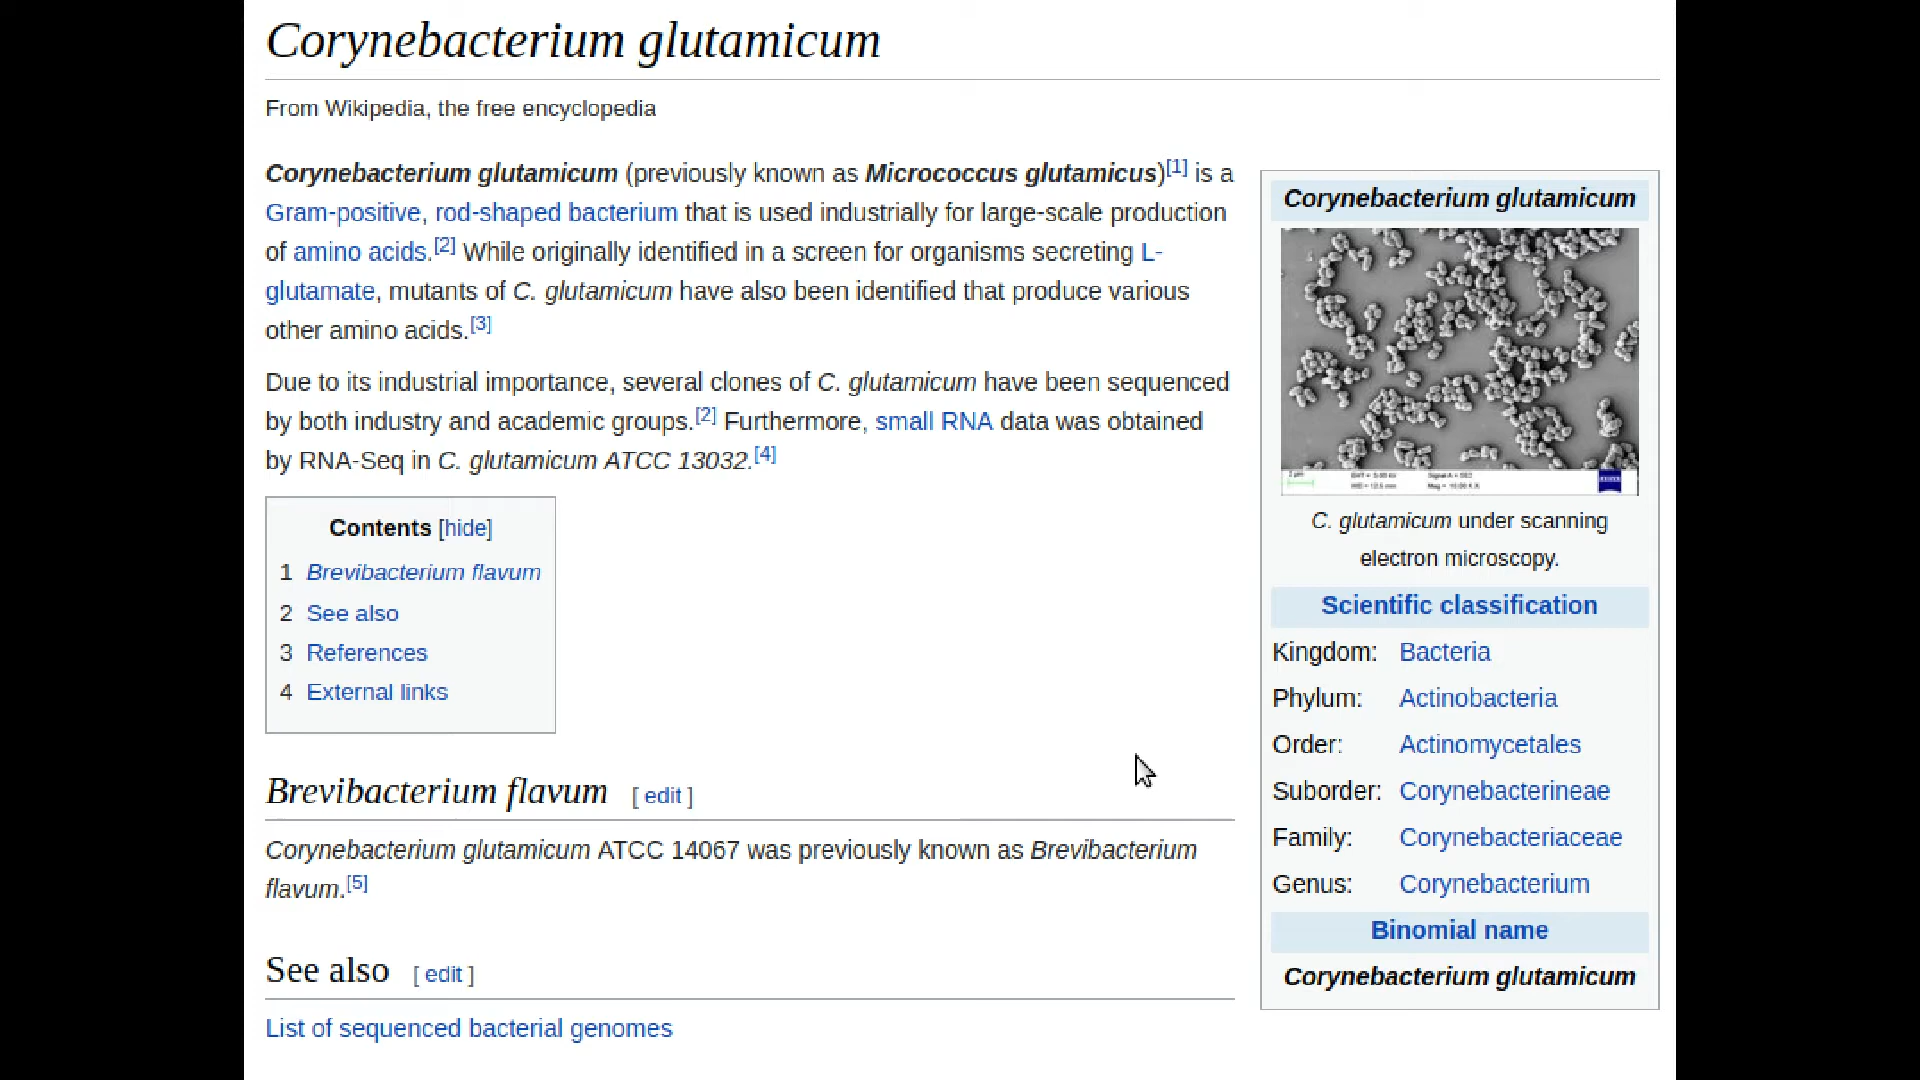 Corynebacterium glutamicum
From Wikipedia, the free encyclopedia
Corynebacterium glutamicum (previously known as Micrococcus glutamicus)[1] is a
Gram-positive, rod-shaped bacterium that is used industrially for large-scale production
of amino acids.[2] While originally identified in a screen for organisms secreting L-
glutamate, mutants of C. glutamicum have also been identified that produce various
other amino acids.[3]
Due to its industrial importance, several clones of C. glutamicum have been sequenced
by both industry and academic groups.[2] Furthermore, small RNA data was obtained
by RNA-Seq in C. glutamicum ATCC 13032.[4]
Contents [hide]
1 Brevibacterium flavum
2 See also
3 References
4 External links
Brevibacterium flavum [ edit ]
Corynebacterium glutamicum ATCC 14067 was previously known as Brevibacterium
flavum.[5]
See also [ edit ]
List of sequenced bacterial genomes
Corynebacterium glutamicum
C. glutamicum under scanning
electron microscopy.
Scientific classification
Kingdom: Bacteria
Phylum: Actinobacteria
Order: Actinomycetales
Suborder: Corynebacterineae
Family: Corynebacteriaceae
Genus: Corynebacterium
Binomial name
Corynebacterium glutamicum